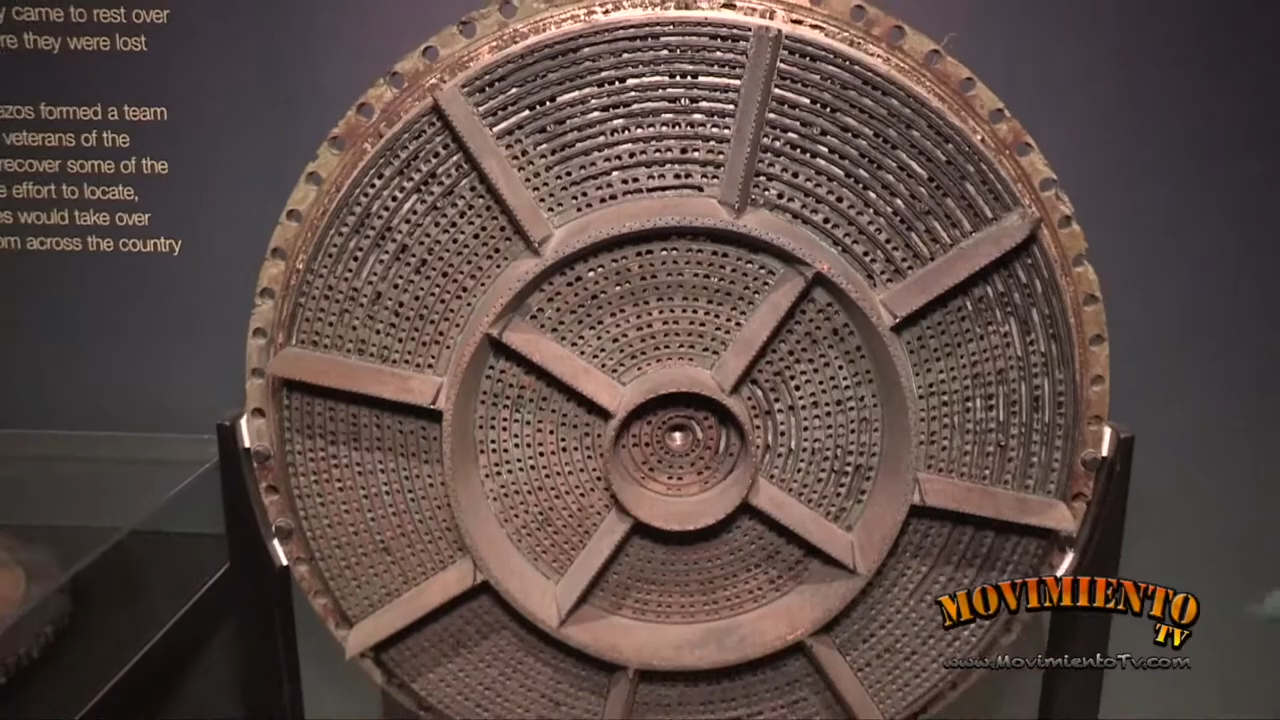 y came to rest over
re they were lost
azos formed a team
veterans of the
recover some of the
e effort to locate,
es would take over
om across the country
MOVIMIENTO
TV
www.MovimientoTv.com